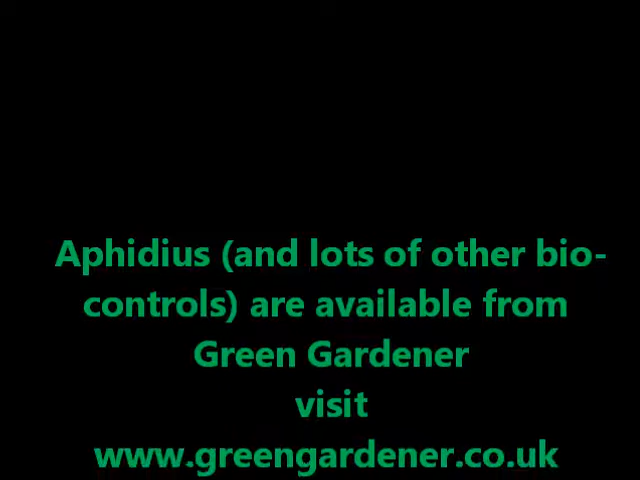 Aphidius (and lots of other bio-
controls) are available from
Green Gardener
visit
www.greengardener.co.uk